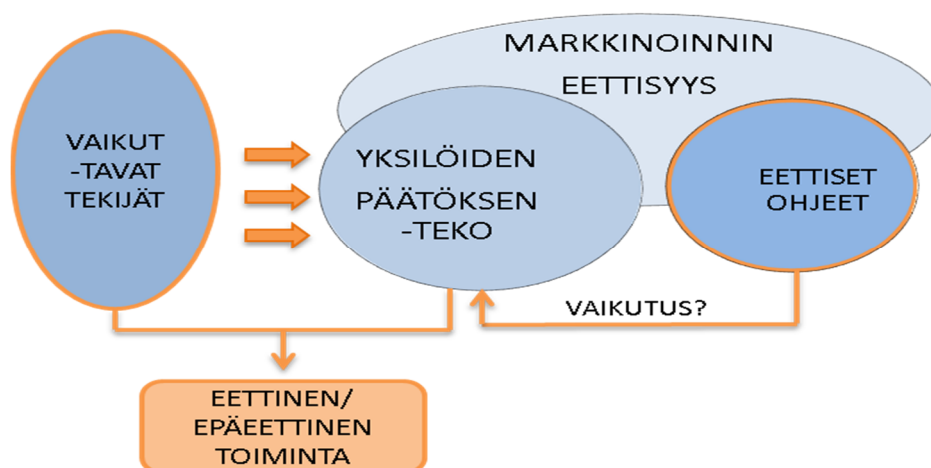 MARKKINOINNIN
EETTISYYS
VAIKUT
-TAVAT
TEKIJÄT
YKSILÖIDEN
PÄÄTÖKSEN
-TEKO
EETTISET
OHJEET
VAIKUTUS?
EETTINEN/
EPÄEETTINEN
TOIMINTA